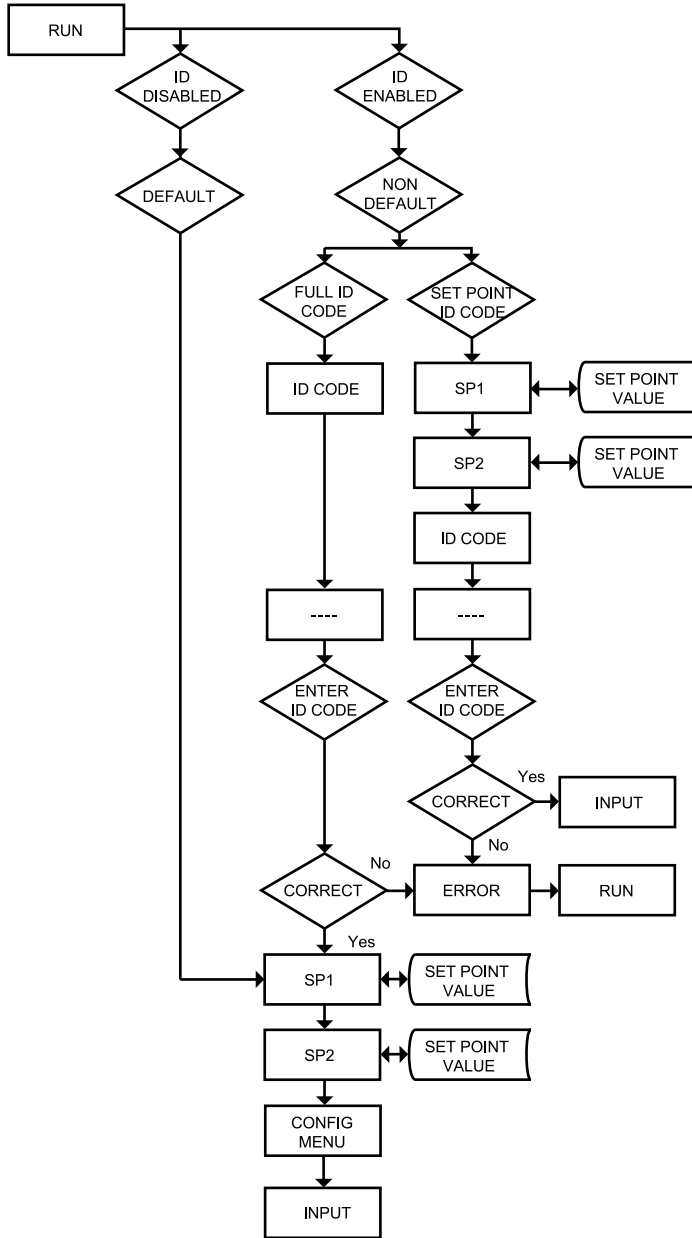 RUN
ID
DISABLED
ID
ENABLED
DEFAULT
NON
DEFAULT
FULL ID
CODE
SET POINT
ID CODE
ID CODE
SP1
SET POINT
VALUE
SP2
SET POINT
VALUE
ID CODE
----
----
ENTER
ID CODE
ENTER
ID CODE
CORRECT
Yes
INPUT
No
CORRECT
No
ERROR
RUN
Yes
SP1
SET POINT
VALUE
SP2
SET POINT
VALUE
CONFIG
MENU
INPUT